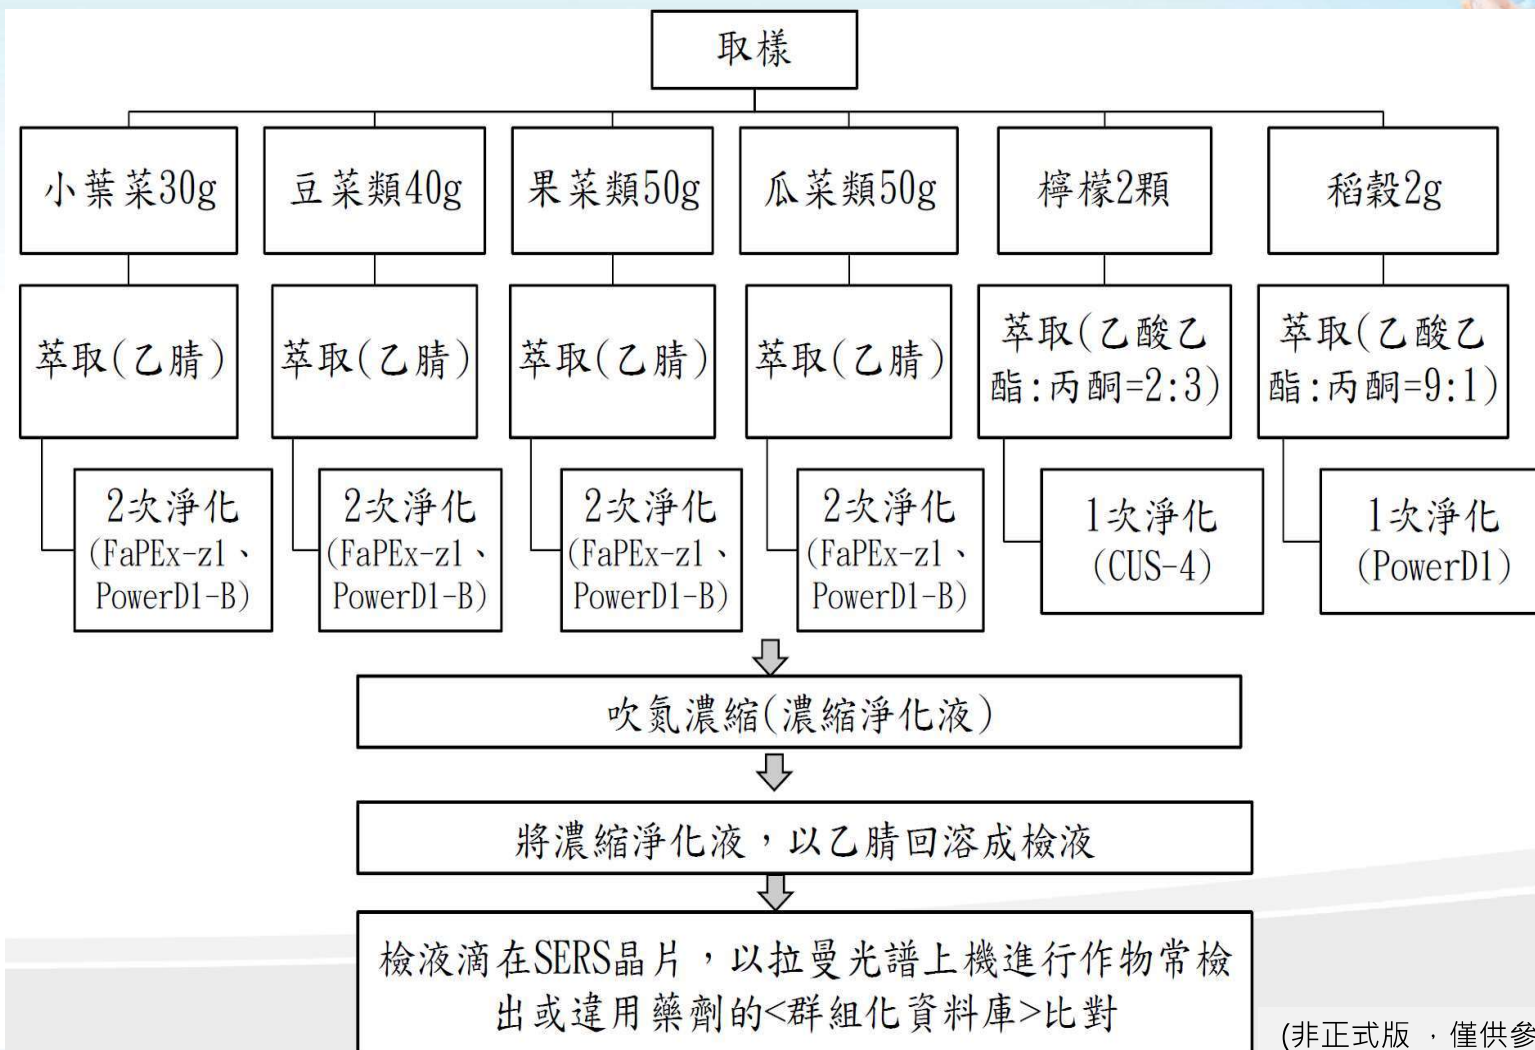 取樣
小葉菜30g
豆菜類40g
果菜類50g
瓜菜類50g
檸檬2顆
稻穀2g
萃取(乙腈)
萃取(乙腈)
萃取(乙腈)
萃取(乙腈)
萃取(乙酸乙
酯:丙酮=2:3)
萃取(乙酸乙
酯:丙酮=9:1)
2次淨化
(FaPEx-z1、
PowerD1-B)
2次淨化
(FaPEx-z1、
PowerD1-B)
2次淨化
(FaPEx-z1、
PowerD1-B)
2次淨化
(FaPEx-z1、
PowerD1-B)
1次淨化
(CUS-4)
1次淨化
(PowerD1)
吹氮濃縮(濃縮淨化液)
將濃縮淨化液，以乙腈回溶成檢液
檢液滴在SERS晶片，以拉曼光譜上機進行作物常檢
出或違用藥劑的<群組化資料庫>比對
(非正式版 ，僅供參